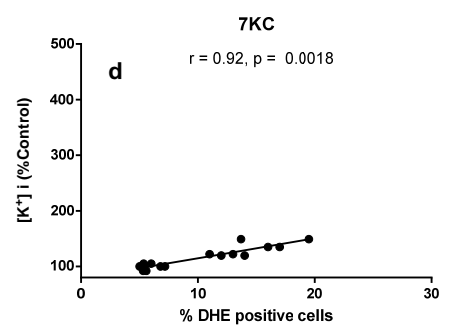 7KC
r = 0.92, p = 0.0018
d
[K+] i (%Control)
500
400
300
200
100
0
10
20
30
% DHE positive cells